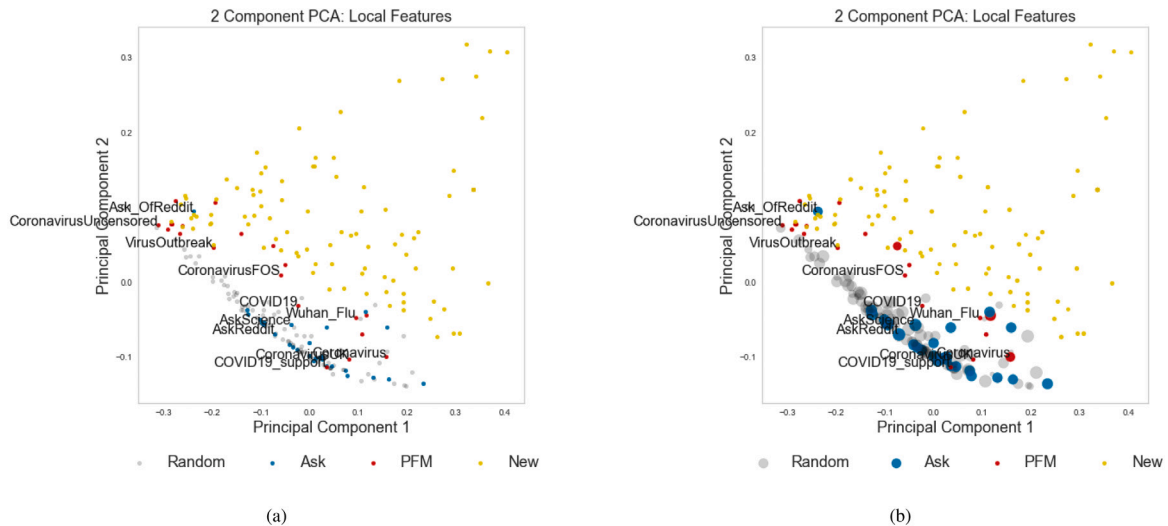 2 Component PCA: Local Features
Principal Component 2
0.3
0.2
0.1
0.0
−0.1
Ask_OfReddit
CoronavirusUncensored
VirusOutbreak
CoronavirusFOS
COVID19
Wuhan_Flu
AskScience
AskReddit
CoronavirusUK
Coronavirus
COVID19_support
−0.3 −0.2 −0.1 0.0 0.1 0.2 0.3 0.4
Principal Component 1
Random Ask PFM New
(a)
2 Component PCA: Local Features
Principal Component 2
0.3
0.2
0.1
0.0
−0.1
Ask_OfReddit
CoronavirusUncensored
VirusOutbreak
CoronavirusFOS
COVID19
Wuhan_Flu
AskScience
AskReddit
CoronavirusUK
Coronavirus
COVID19_support
−0.3 −0.2 −0.1 0.0 0.1 0.2 0.3 0.4
Principal Component 1
Random Ask PFM New
(b)